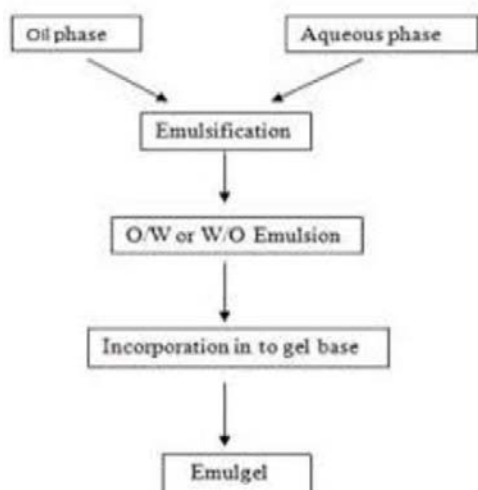 Oil phase
Aqueous phase
Emulsification
O/W or W/O Emulsion
Incorporation in to gel base
Emulgel